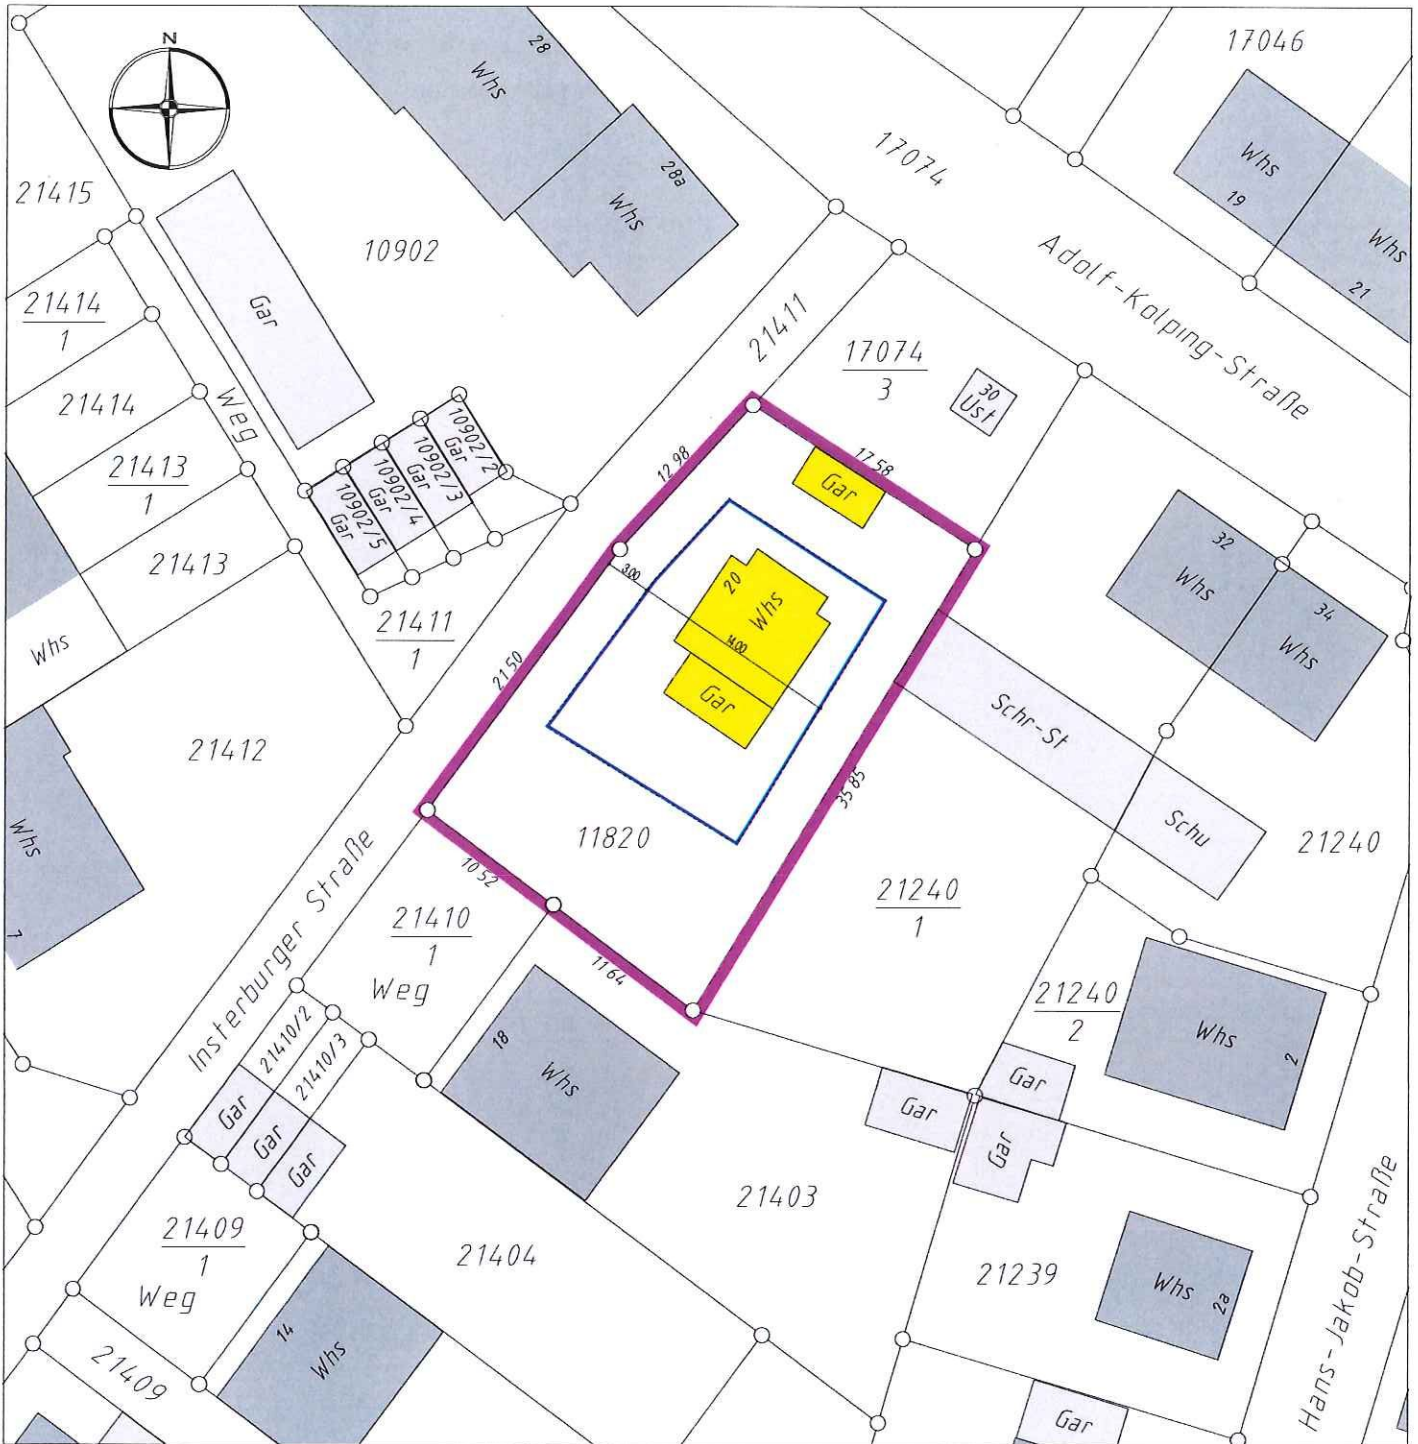 N
28
Whs
17046
17074
28a
Whs
Whs
19
Whs
21
21415
10902
Adolf-Kolping-Straße
21414
1
Gar
21411
17074
3
30
Ust
21414
Weg
10902/2
Gar
10902/3
Gar
10902/4
Gar
10902/5
Gar
21413
1
12.98
17.58
Gar
21413
32
Whs
34
Whs
3.00
20
Whs
14.00
Gar
21411
1
Whs
21.50
Schr-St
21412
35.85
Schu
Whs
7
11820
21240
Insterburger Straße
10.52
21240
1
21410
1
Weg
11.64
21240
2
Whs
2
21410/2
21410/3
18
Whs
Gar
Gar
Gar
Gar
Gar
Gar
21403
21409
1
Weg
21404
21239
Whs
2a
Hans-Jakob-Straße
14
Whs
21409
Gar